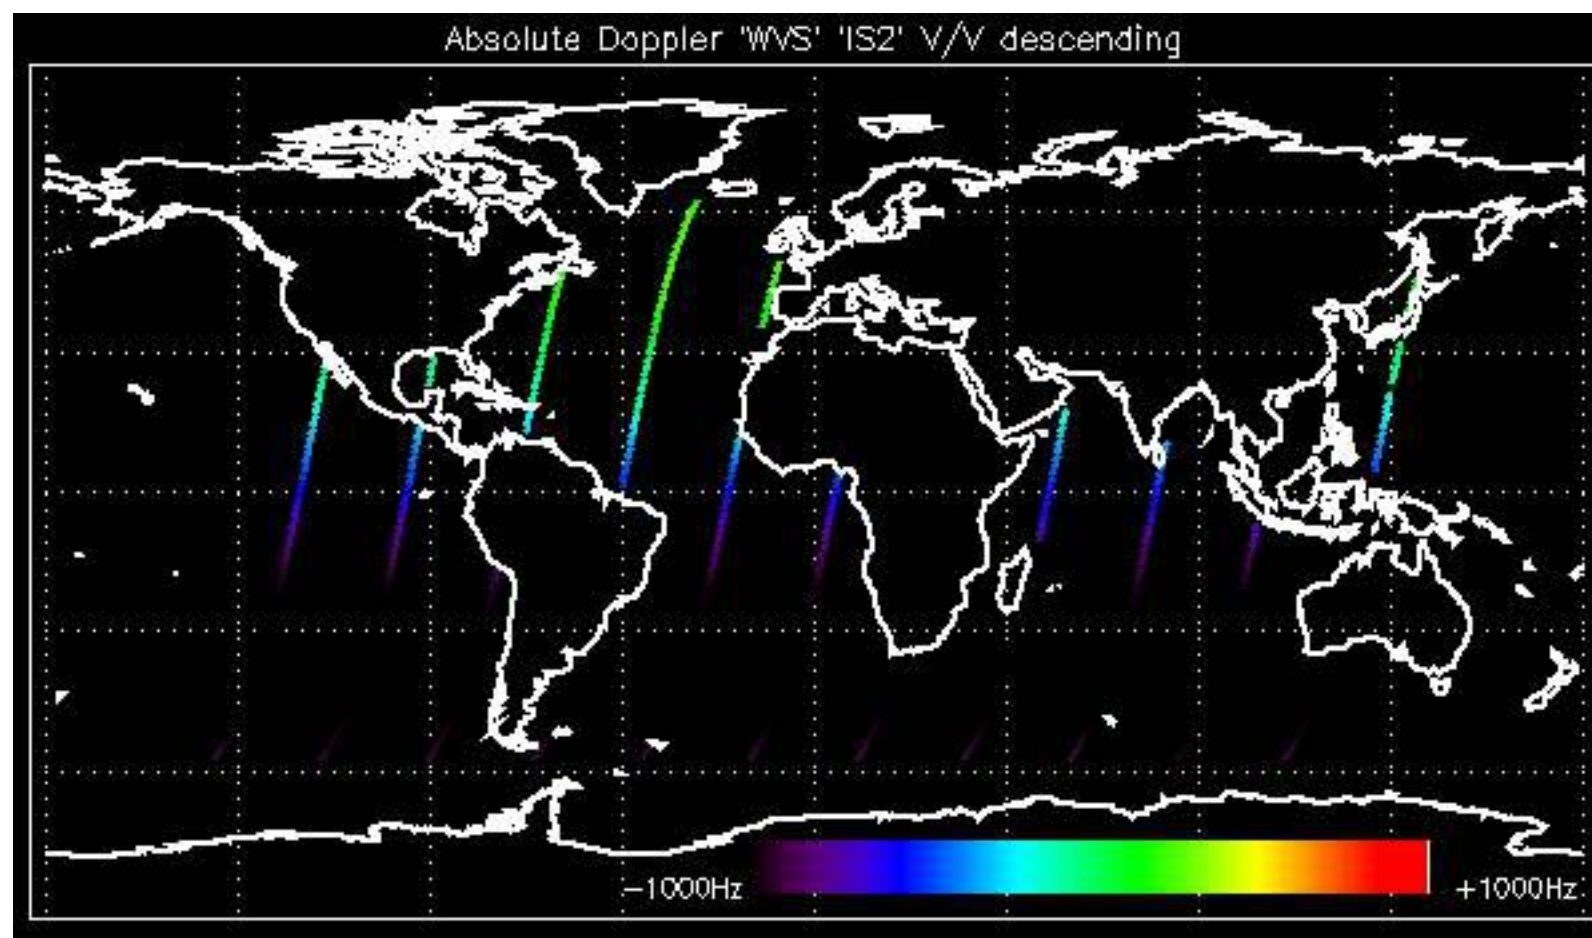 Absolute Doppler 'WVS' 'IS2' V/V descending
−1000Hz +1000Hz